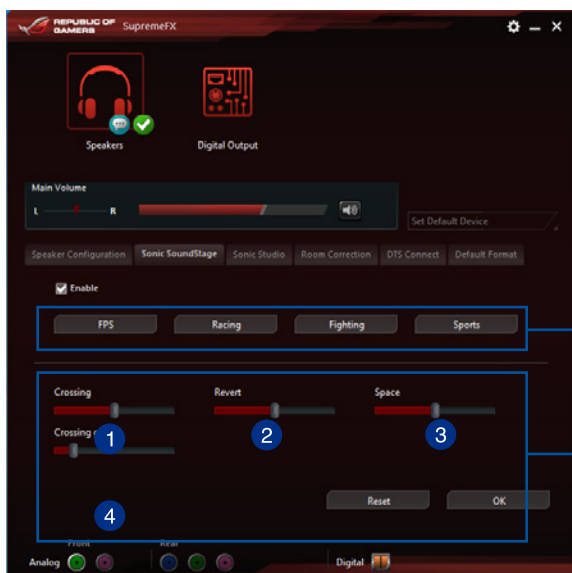 REPUBLIC OF
GAMERS
SupremeFX
Speakers
Digital Output
Main Volume
L R
Set Default Device
Speaker Configuration Sonic SoundStage Sonic Studio Room Correction DTS Connect Default Format
Enable
FPS Racing Fighting Sports
Crossing Revert Space
1 2 3
Crossing
4
Reset OK
Front Rear
Analog Digital